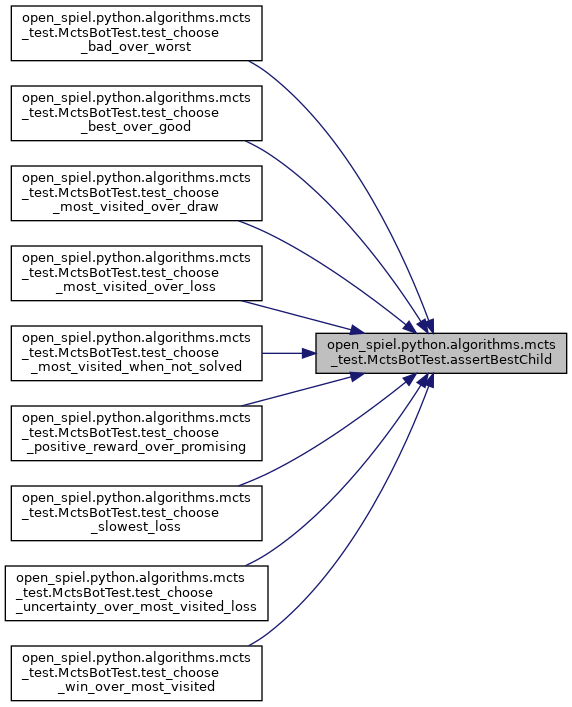 open_spiel.python.algorithms.mcts
_test.MctsBotTest.test_choose
_bad_over_worst
open_spiel.python.algorithms.mcts
_test.MctsBotTest.test_choose
_best_over_good
open_spiel.python.algorithms.mcts
_test.MctsBotTest.test_choose
_most_visited_over_draw
open_spiel.python.algorithms.mcts
_test.MctsBotTest.test_choose
_most_visited_over_loss
open_spiel.python.algorithms.mcts
_test.MctsBotTest.test_choose
_most_visited_when_not_solved
open_spiel.python.algorithms.mcts
_test.MctsBotTest.assertBestChild
open_spiel.python.algorithms.mcts
_test.MctsBotTest.test_choose
_positive_reward_over_promising
open_spiel.python.algorithms.mcts
_test.MctsBotTest.test_choose
_slowest_loss
open_spiel.python.algorithms.mcts
_test.MctsBotTest.test_choose
_uncertainty_over_most_visited_loss
open_spiel.python.algorithms.mcts
_test.MctsBotTest.test_choose
_win_over_most_visited